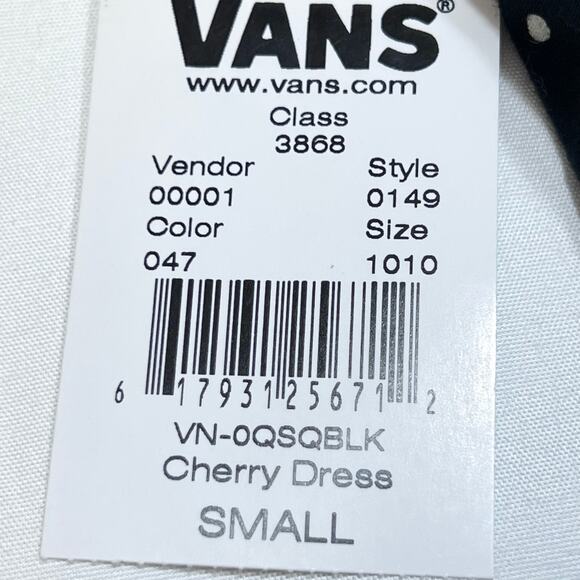 VANS®
www.vans.com
Class
3868
Vendor Style
00001 0149
Color Size
047 1010
6 17931 25671 2
VN-0QSQBLK
Cherry Dress
SMALL